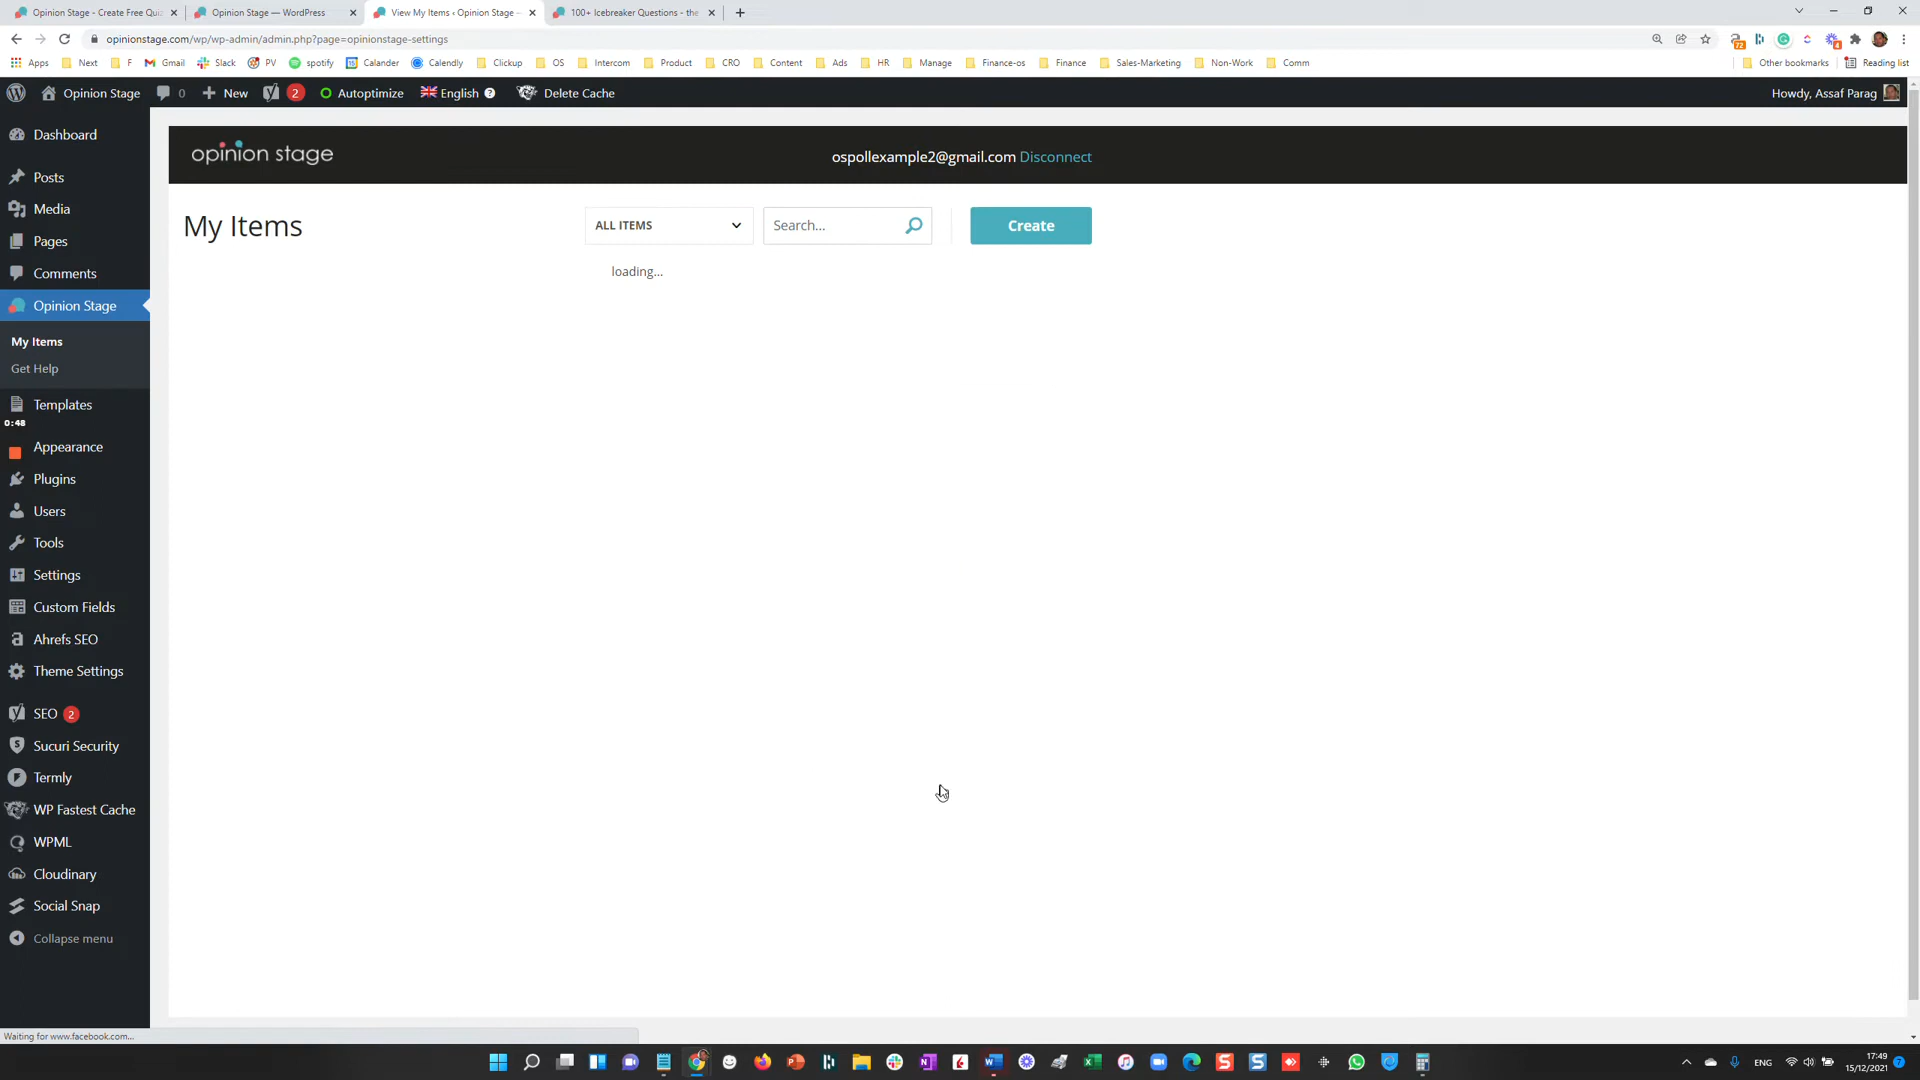 Opinion Stage - Create Free Qui
Opinion Stage — WordPress
View My Items ‹ Opinion Stage —
100+ Icebreaker Questions - the
opinionstage.com/wp/wp-admin/admin.php?page=opinionstage-settings
72
4
Apps
Next
F
Gmail
Slack
PV
spotify
Calander
Calendly
Clickup
OS
Intercom
Product
CRO
Content
Ads
HR
Manage
Finance-os
Finance
Sales-Marketing
Non-Work
Comm
Other bookmarks
Reading list
Opinion Stage
0
New
2
Autoptimize
English
Delete Cache
Howdy, Assaf Parag
Dashboard
Posts
Media
Pages
Comments
Opinion Stage
My Items
Get Help
Templates
0:48
Appearance
Plugins
Users
Tools
Settings
Custom Fields
Ahrefs SEO
Theme Settings
SEO 2
Sucuri Security
Termly
WP Fastest Cache
WPML
Cloudinary
Social Snap
Collapse menu
opinion stage
ospollexample2@gmail.com Disconnect
My Items
ALL ITEMS
Search...
Create
loading...
Waiting for www.facebook.com...
ENG
17:49
15/12/2021
7